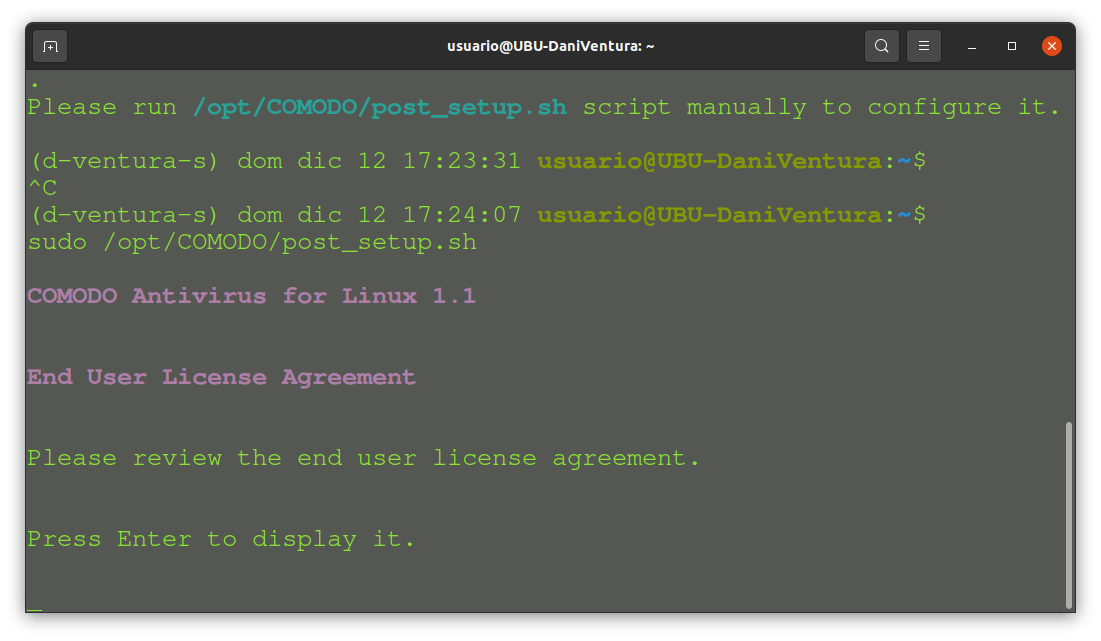 usuario@UBU-DaniVentura: ~
.
Please run /opt/COMODO/post_setup.sh script manually to configure it.
(d-ventura-s) dom dic 12 17:23:31 usuario@UBU-DaniVentura:~$
^C
(d-ventura-s) dom dic 12 17:24:07 usuario@UBU-DaniVentura:~$
sudo /opt/COMODO/post_setup.sh
COMODO Antivirus for Linux 1.1
End User License Agreement
Please review the end user license agreement.
Press Enter to display it.